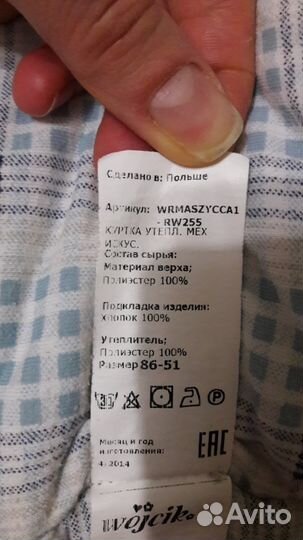 Сделано в: Польше
Артикул: WRMASZYCCA1
- RW255
КУРТКА УТЕПЛ. МЕХ
ИСКУС.
Состав сырья:
Материал верха;
Полиэстер 100%
Подкладка изделия:
Хлопок 100%
Утеплитель;
Полиэстер 100%
Размер 86-51
P
Месяц и год
изготовления:
4/2014
EAC
wójcik
Avito